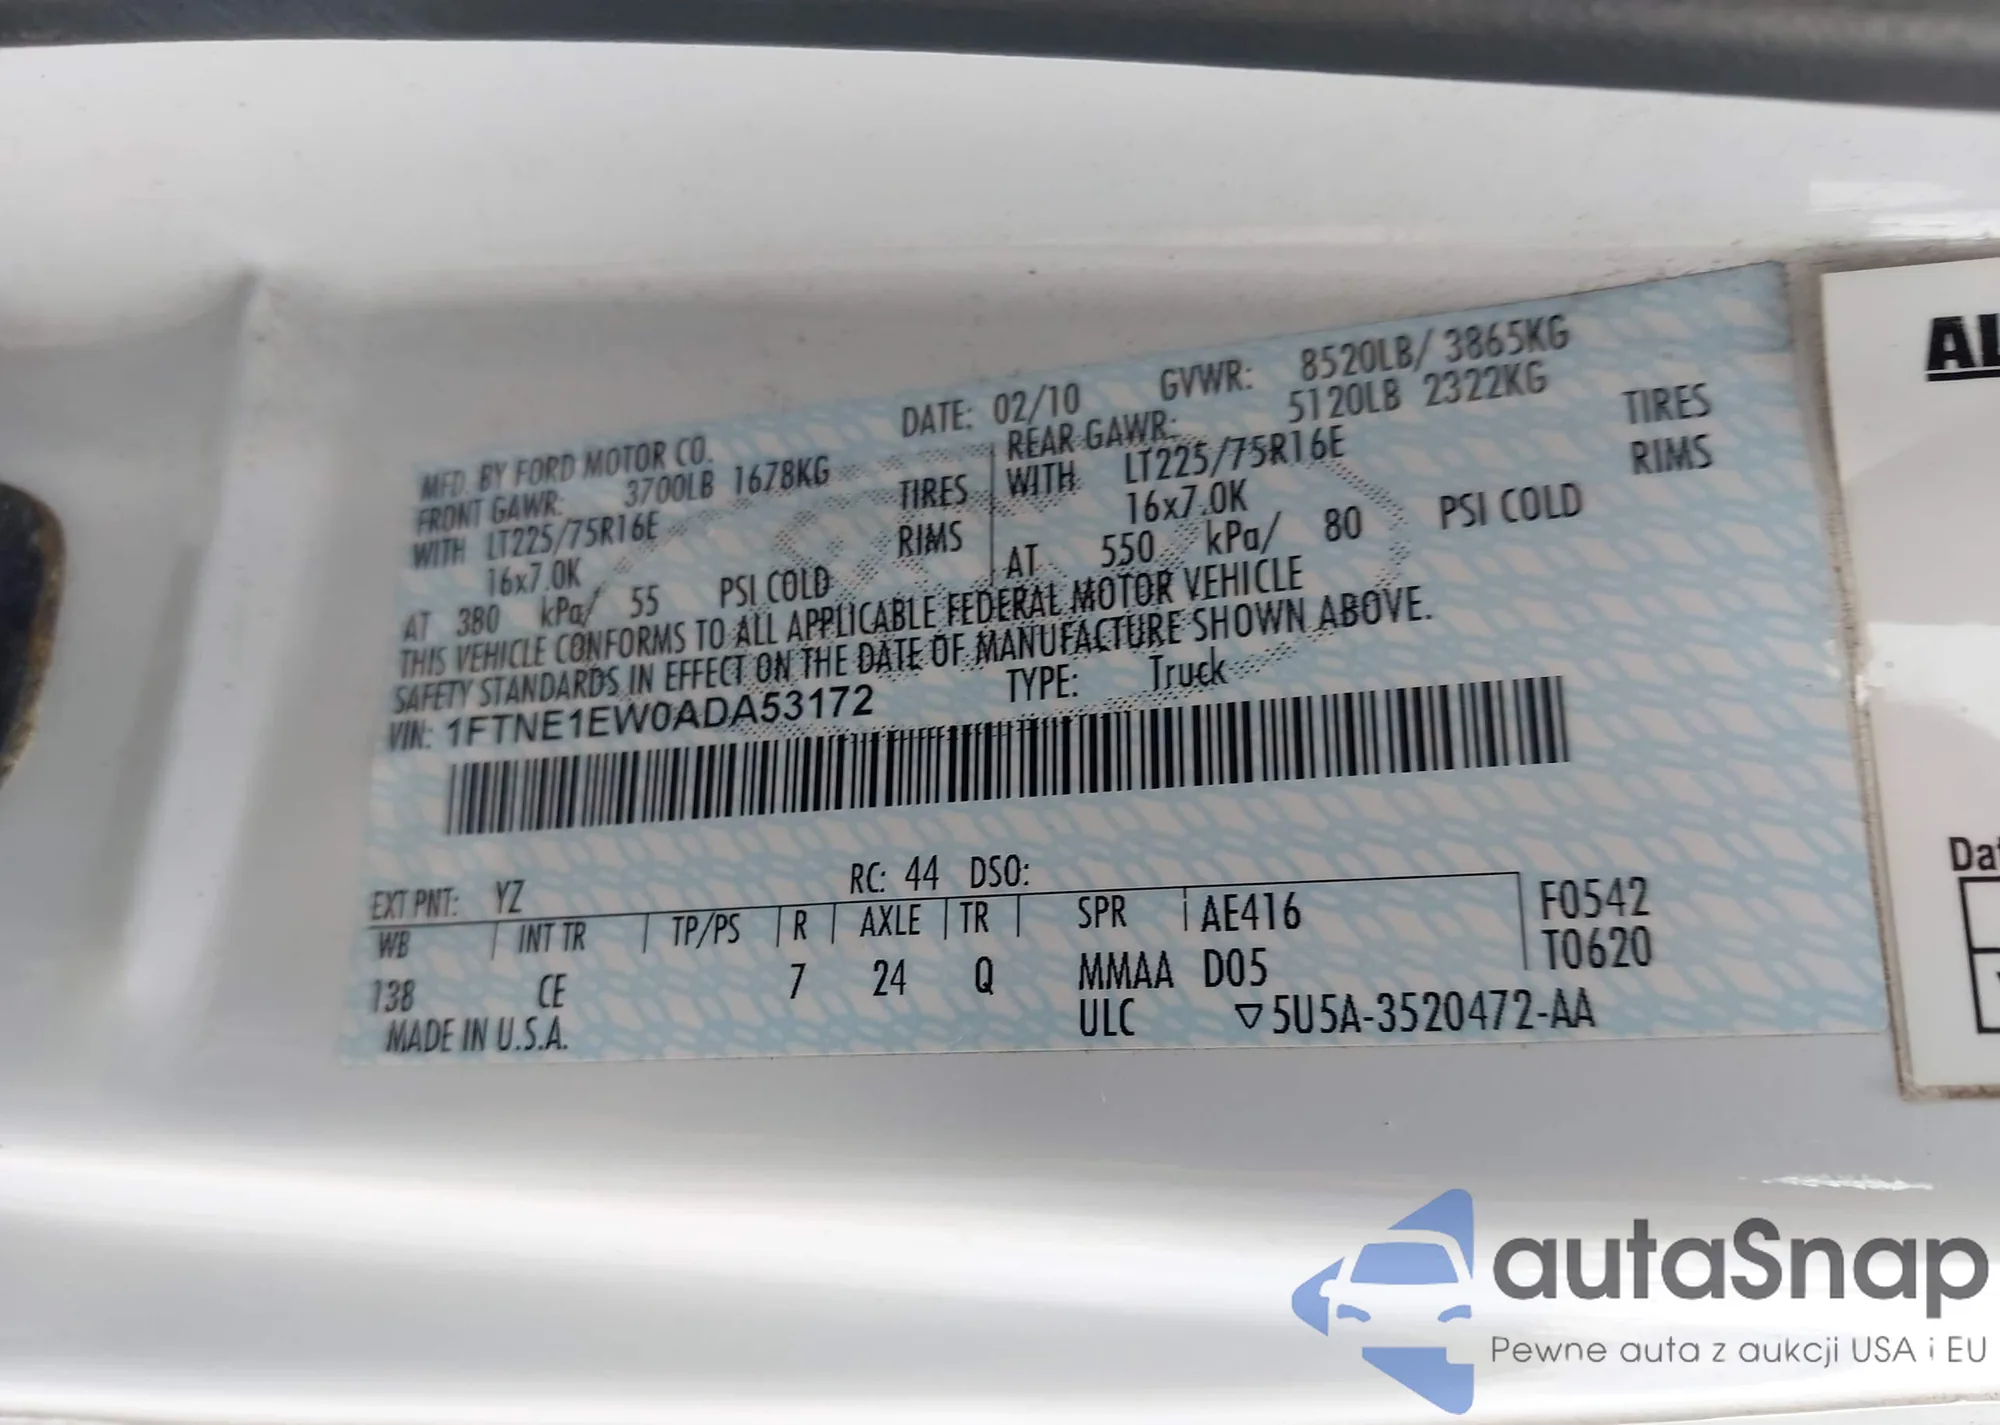 MFD. BY FORD MOTOR CO.
DATE: 02/10
GVWR: 8520LB/ 3865KG
FRONT GAWR: 3700LB 1678KG
REAR GAWR: 5120LB 2322KG
WITH LT225/75R16E TIRES
WITH LT225/75R16E TIRES
16x7.0K RIMS
16x7.0K RIMS
AT 380 kPa/ 55 PSI COLD
AT 550 kPa/ 80 PSI COLD
THIS VEHICLE CONFORMS TO ALL APPLICABLE FEDERAL MOTOR VEHICLE
SAFETY STANDARDS IN EFFECT ON THE DATE OF MANUFACTURE SHOWN ABOVE.
VIN: 1FTNE1EW0ADA53172 TYPE: Truck
EXT PNT: YZ RC: 44 DSO:
WB INT TR TP/PS R AXLE TR SPR AE416 F0542
138 CE 7 24 Q MMAA D05 T0620
MADE IN U.S.A. ULC ▽5U5A-3520472-AA
autaSnap
Pewne auta z aukcji USA i EU